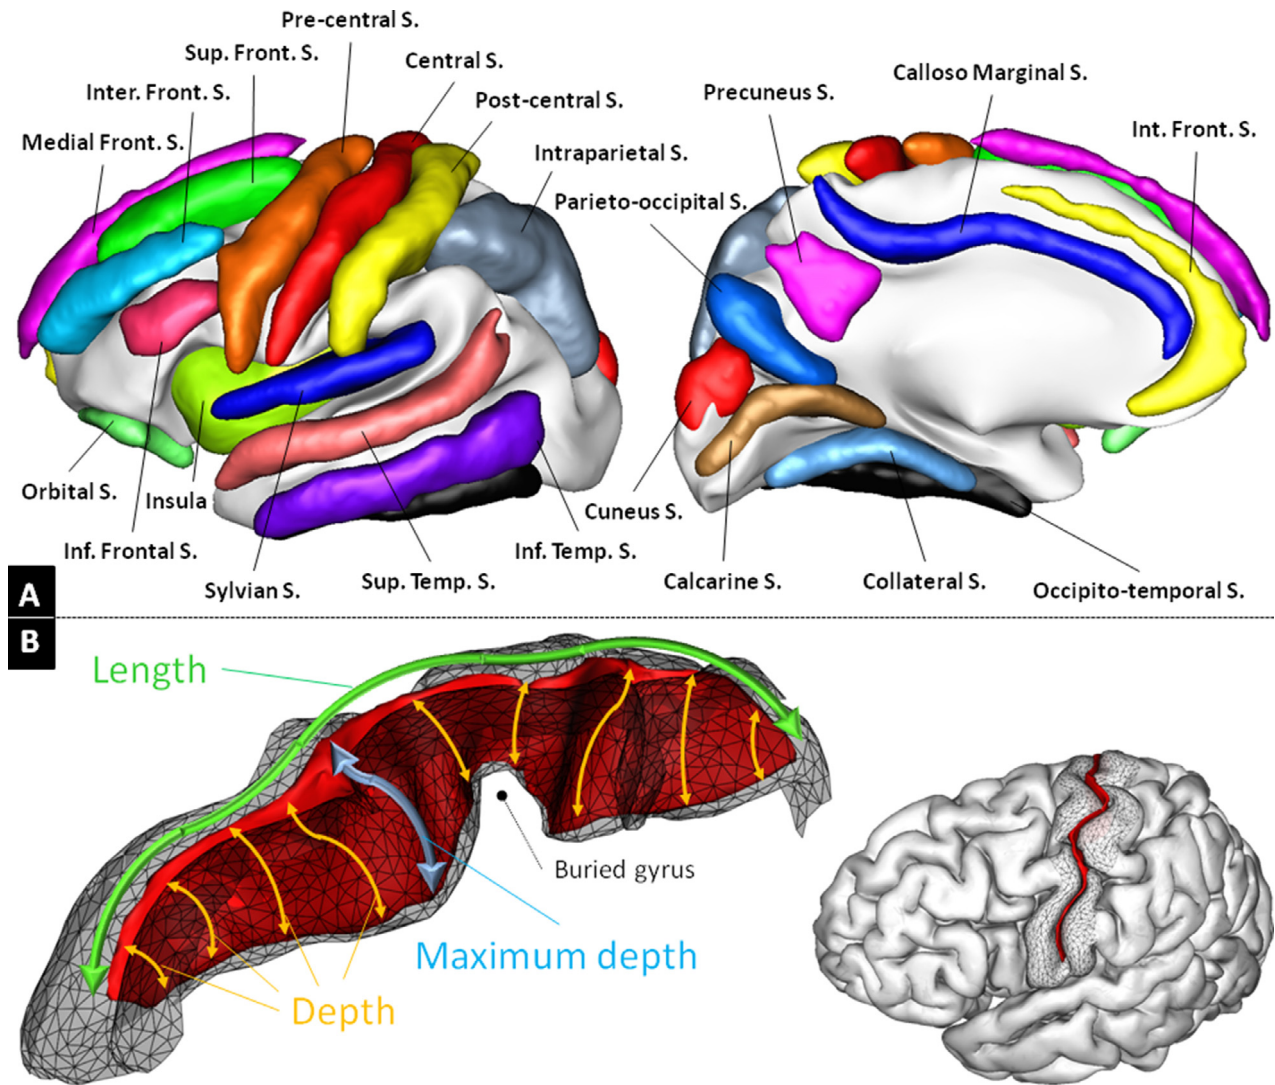 Pre-central S.
Sup. Front. S.
Central S.
Inter. Front. S.
Post-central S.
Medial Front. S.
Intraparietal S.
Parieto-occipital S.
Precuneus S.
Calloso Marginal S.
Int. Front. S.
Orbital S.
Insula
Inf. Frontal S.
Sylvian S.
Sup. Temp. S.
Inf. Temp. S.
Cuneus S.
Calcarine S.
Collateral S.
Occipito-temporal S.
A
B
Length
Buried gyrus
Maximum depth
Depth